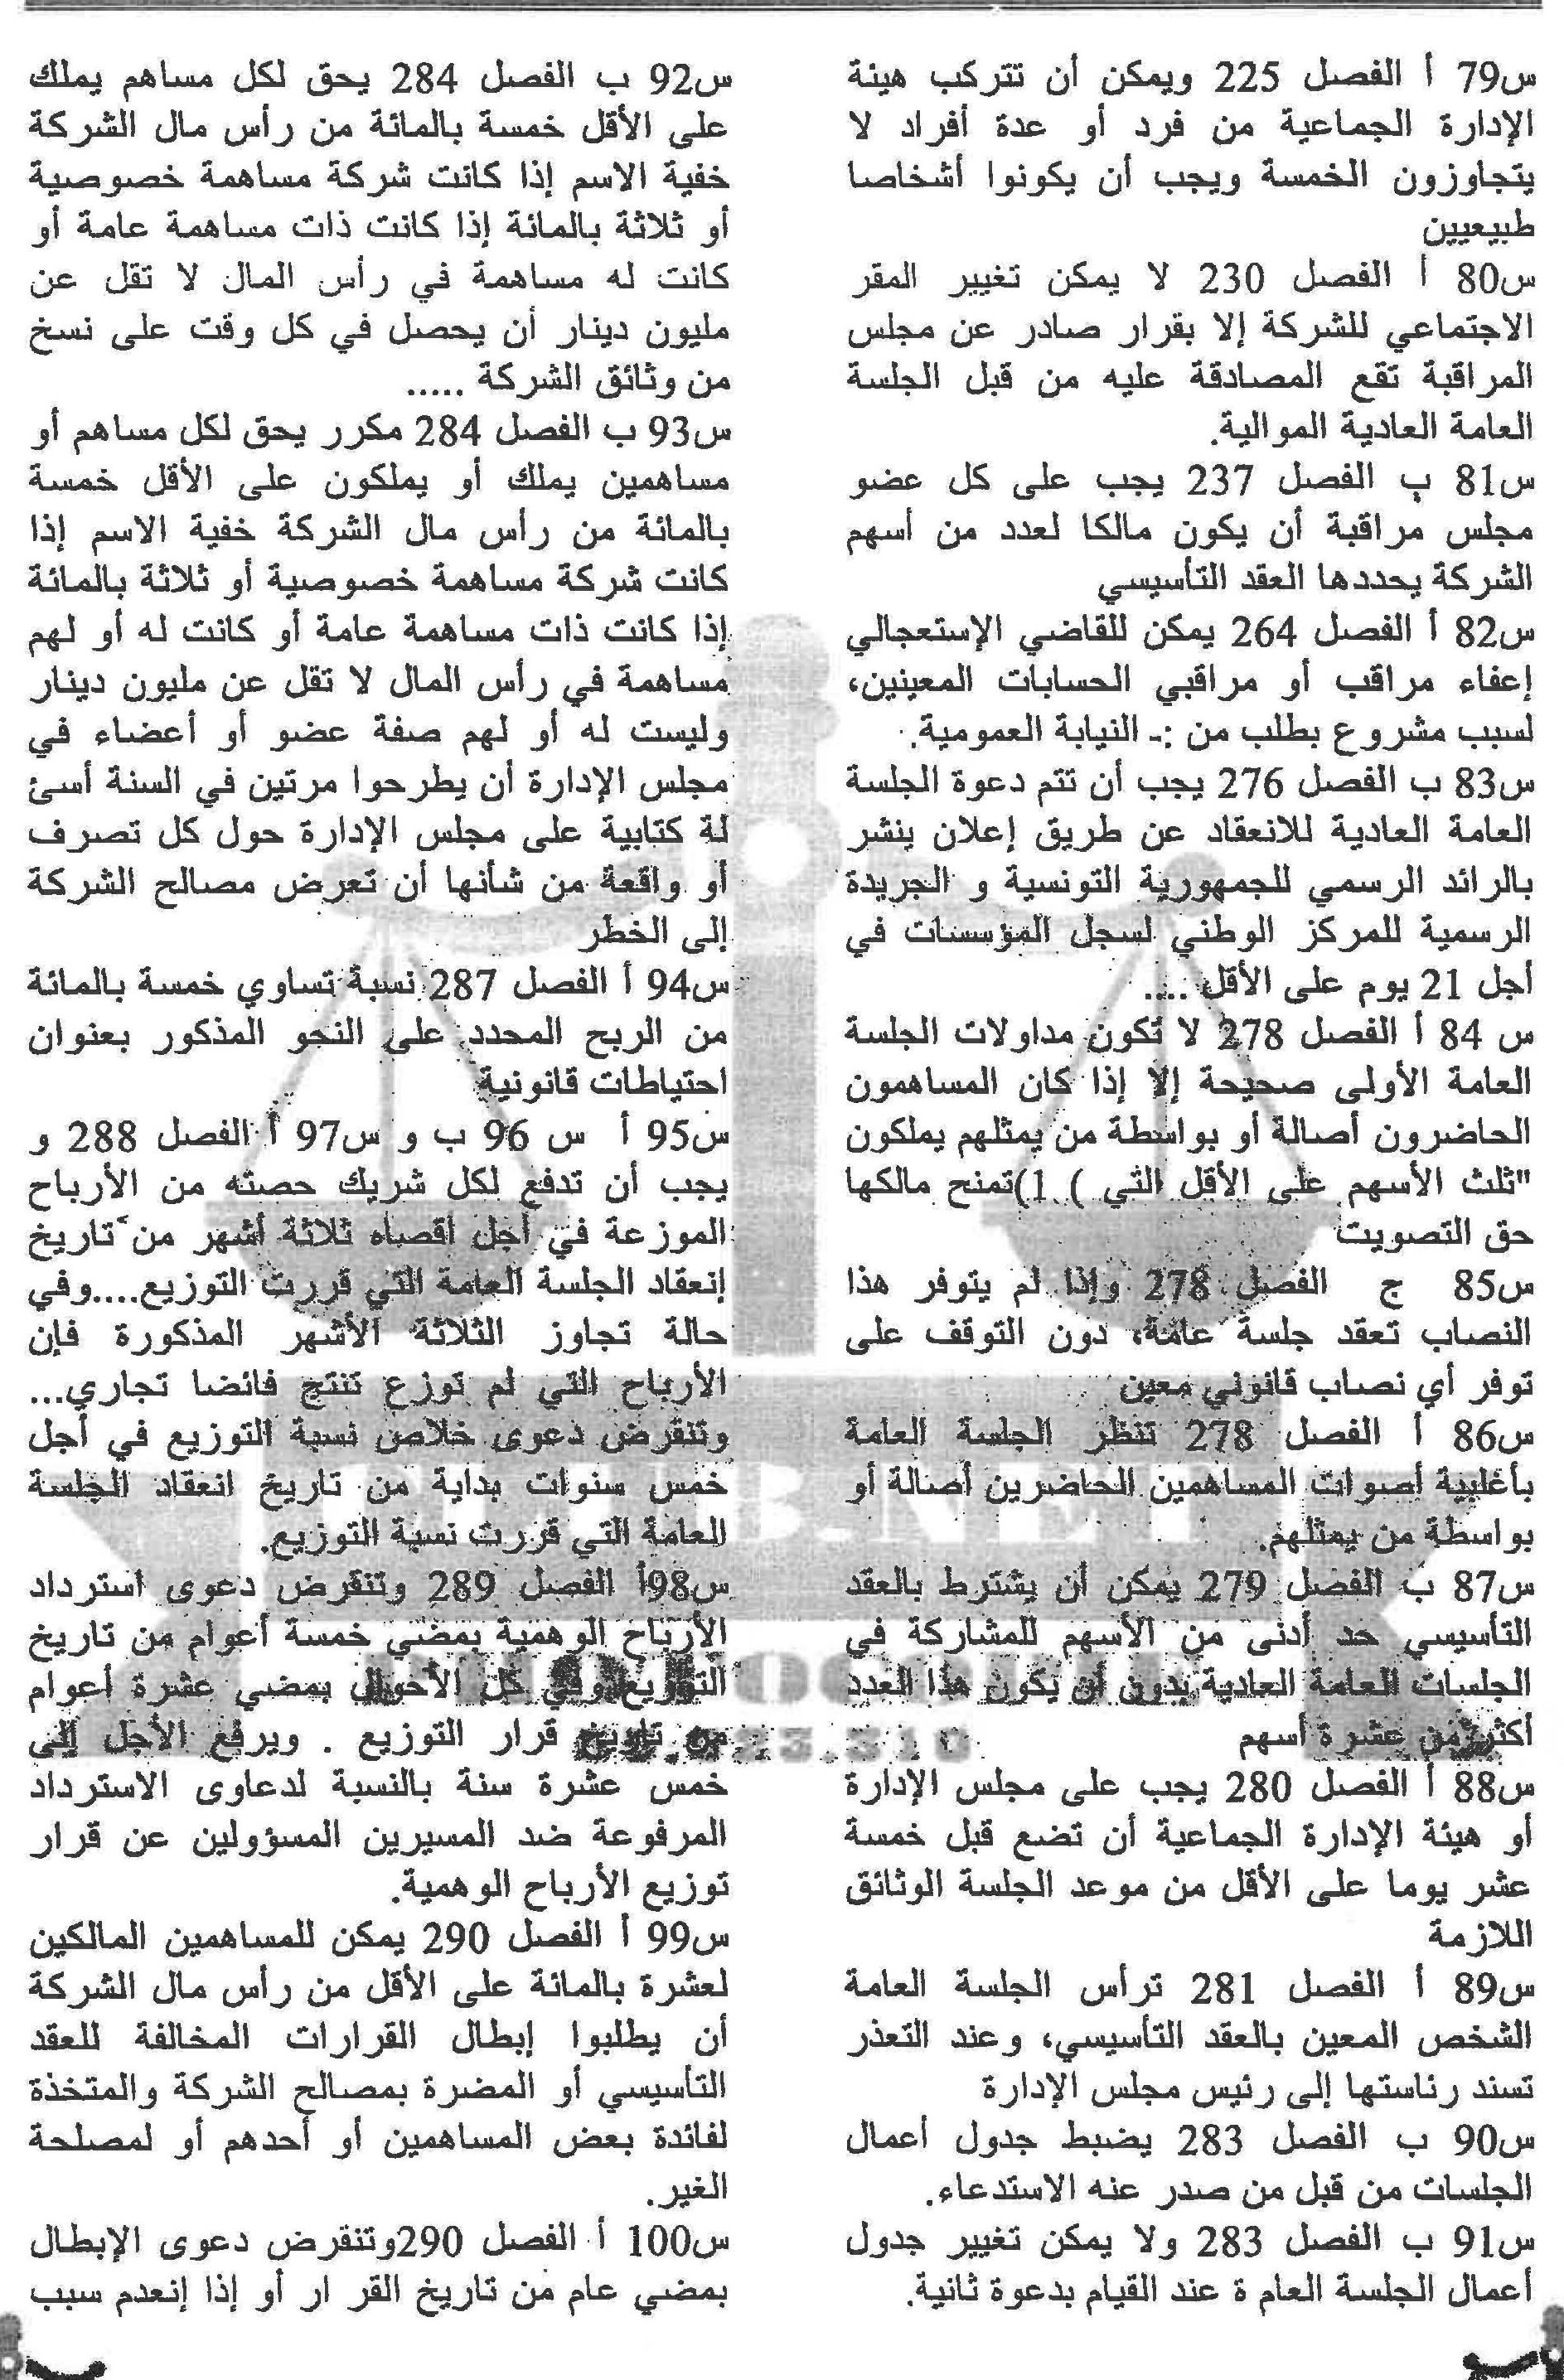 س79 أ الفصل 225 ويمكن أن تتركب هيئة
الإدارة الجماعية من فرد أو عدة أفراد لا
يتجاوزون الخمسة ويجب أن يكونوا أشخاصا
طبيعيين
س80 أ الفصل 230 لا يمكن تغيير المقر
الاجتماعي للشركة إلا بقرار صادر عن مجلس
المراقبة تقع المصادقة عليه من قبل الجلسة
العامة العادية الموالية.
س81 ب الفصل 237 يجب على كل عضو
مجلس مراقبة أن يكون مالكا لعدد من أسهم
الشركة يحددها العقد التأسيسي
س82 أ الفصل 264 يمكن للقاضي الإستعجالي
إعفاء مراقب أو مراقبي الحسابات المعينين،
لسبب مشروع بطلب من :ـ النيابة العمومية.
س83 ب الفصل 276 يجب أن تتم دعوة الجلسة
العامة العادية للانعقاد عن طريق إعلان ينشر
بالرائد الرسمي للجمهورية التونسية و الجريدة
الرسمية للمركز الوطني لسجل المؤسسات في
أجل 21 يوم على الأقل ....
س 84 أ الفصل 278 لا تكون مداولات الجلسة
العامة الأولى صحيحة إلا إذا كان المساهمون
الحاضرون أصالة أو بواسطة من يمثلهم يملكون
"ثلث الأسهم على الأقل التي ) 1)تمنح مالكها
حق التصويت
س85 ج الفصل 278 وإذا لم يتوفر هذا
النصاب تعقد جلسة عامة، دون التوقف على
توفر أي نصاب قانوني معين
س86 أ الفصل 278 تنظر الجلسة العامة
بأغلبية أصوات المساهمين الحاضرين أصالة أو
بواسطة من يمثلهم.
س87 ب الفصل 279 يمكن أن يشترط بالعقد
التأسيسي حد أدنى من الأسهم للمشاركة في
الجلسات العامة العادية بدون أن يكون هذا العدد
أكثر من عشرة أسهم
س88 أ الفصل 280 يجب على مجلس الإدارة
أو هيئة الإدارة الجماعية أن تضع قبل خمسة
عشر يوما على الأقل من موعد الجلسة الوثائق
اللازمة
س89 أ الفصل 281 ترأس الجلسة العامة
الشخص المعين بالعقد التأسيسي، وعند التعذر
تسند رئاستها إلى رئيس مجلس الإدارة
س90 ب الفصل 283 يضبط جدول أعمال
الجلسات من قبل من صدر عنه الاستدعاء.
س91 ب الفصل 283 ولا يمكن تغيير جدول
أعمال الجلسة العام ة عند القيام بدعوة ثانية.
س92 ب الفصل 284 يحق لكل مساهم يملك
على الأقل خمسة بالمائة من رأس مال الشركة
خفية الاسم إذا كانت شركة مساهمة خصوصية
أو ثلاثة بالمائة إذا كانت ذات مساهمة عامة أو
كانت له مساهمة في رأس المال لا تقل عن
مليون دينار أن يحصل في كل وقت على نسخ
من وثائق الشركة .....
س93 ب الفصل 284 مكرر يحق لكل مساهم أو
مساهمين يملك أو يملكون على الأقل خمسة
بالمائة من رأس مال الشركة خفية الاسم إذا
كانت شركة مساهمة خصوصية أو ثلاثة بالمائة
إذا كانت ذات مساهمة عامة أو كانت له أو لهم
مساهمة في رأس المال لا تقل عن مليون دينار
وليست له أو لهم صفة عضو أو أعضاء في
مجلس الإدارة أن يطرحوا مرتين في السنة أسئ
لة كتابية على مجلس الإدارة حول كل تصرف
أو واقعة من شأنها أن تعرض مصالح الشركة
إلى الخطر
س94 أ الفصل 287 نسبة تساوي خمسة بالمائة
من الربح المحدد على النحو المذكور بعنوان
احتياطات قانونية
س95 أ س 96 ب و س97 أ الفصل 288 و
يجب أن تدفع لكل شريك حصته من الأرباح
الموزعة في أجل أقصاه ثلاثة أشهر من تاريخ
إنعقاد الجلسة العامة التي قررت التوزيع....وفي
حالة تجاوز الثلاثة الأشهر المذكورة فإن
الأرباح التي لم توزع تنتج فائضا تجاري...
وتنقرض دعوى خلاص نسبة التوزيع في أجل
خمس سنوات بداية من تاريخ انعقاد الجلسة
العامة التي قررت نسبة التوزيع.
س98أ الفصل 289 وتنقرض دعوى استرداد
الأرباح الوهمية بمضي خمسة أعوام من تاريخ
التوزيع وفي كل الأحوال بمضي عشرة أعوام
من تاريخ قرار التوزيع . ويرفع الأجل إلى
خمس عشرة سنة بالنسبة لدعاوى الاسترداد
المرفوعة ضد المسيرين المسؤولين عن قرار
توزيع الأرباح الوهمية.
س99 أ الفصل 290 يمكن للمساهمين المالكين
لعشرة بالمائة على الأقل من رأس مال الشركة
أن يطلبوا إبطال القرارات المخالفة للعقد
التأسيسي أو المضرة بمصالح الشركة والمتخذة
لفائدة بعض المساهمين أو أحدهم أو لمصلحة
الغير.
س100 أ الفصل 290وتنقرض دعوى الإبطال
بمضي عام من تاريخ القر ار أو إذا إنعدم سبب